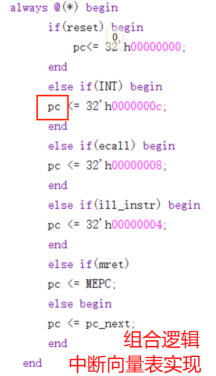 always @(*) begin
if(reset) begin
0,
pc<= 32'h00000000;
end
else if(INT) begin
pc <= 32'h0000000c;
end
else if(ecall) begin
pc <= 32'h00000008;
end
else if(ill_instr) begin
pc <= 32'h00000004;
end
else if(mret)
pc <= MEPC;
else begin
pc <= pc_next;
end
end
组合逻辑
中断向量表实现